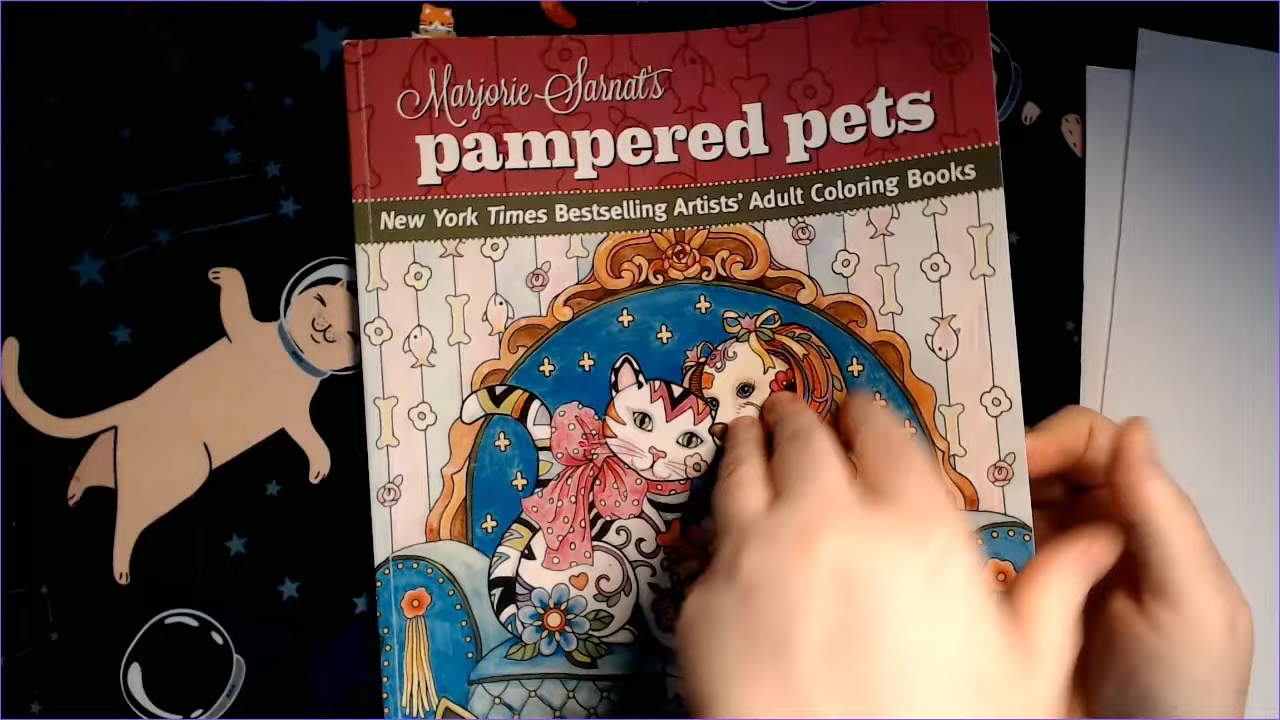 Marjorie Sarnat's
pampered pets
New York Times Bestselling Artists' Adult Coloring Books